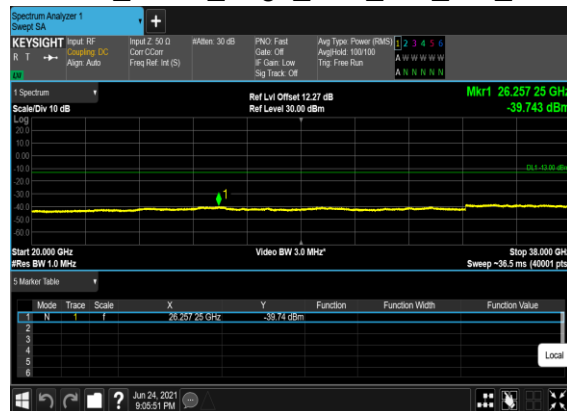 Spectrum Analyzer 1
Swept SA
+
KEYSIGHT Input: RF Input Z: 50 Ω #Atten: 30 dB PNO: Fast Avg Type: Power (RMS) 1 2 3 4 5 6
R T Coupling: DC Corr CCorr Gate: Off Avg|Hold: 100/100 A W W W W W
Align: Auto Freq Ref: Int (S) IF Gain: Low Trig: Free Run
LXI Sig Track: Off A N N N N N
1 Spectrum Ref Lvl Offset 12.27 dB Mkr1 26.257 25 GHz
Scale/Div 10 dB Ref Level 30.00 dBm -39.743 dBm
Log
20.0
10.0
0.00
-10.0
DL1 -13.00 dBm
-20.0
-30.0
1
-40.0
-50.0
-60.0
Start 20.000 GHz Video BW 3.0 MHz* Stop 38.000 GHz
#Res BW 1.0 MHz Sweep ~36.5 ms (40001 pts)
5 Marker Table
Mode Trace Scale X Y Function Function Width Function Value
1 N 1 f 26.257 25 GHz -39.74 dBm
2
3
4
5
6
Local
? Jun 24, 2021
9:05:51 PM